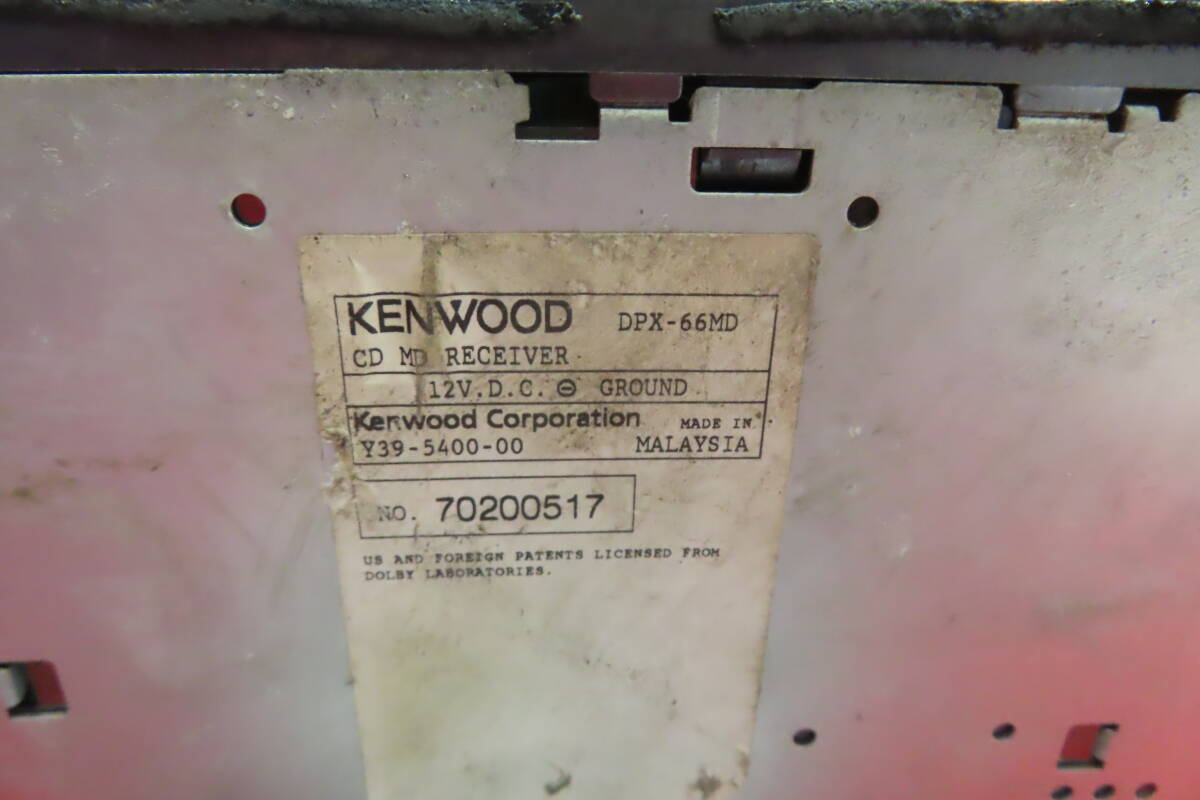 KENWOOD DPX-66MD
CD MD RECEIVER
12V.D.C. ⊖ GROUND
Kenwood Corporation MADE IN
Y39-5400-00 MALAYSIA
NO. 70200517
US AND FOREIGN PATENTS LICENSED FROM
DOLBY LABORATORIES.